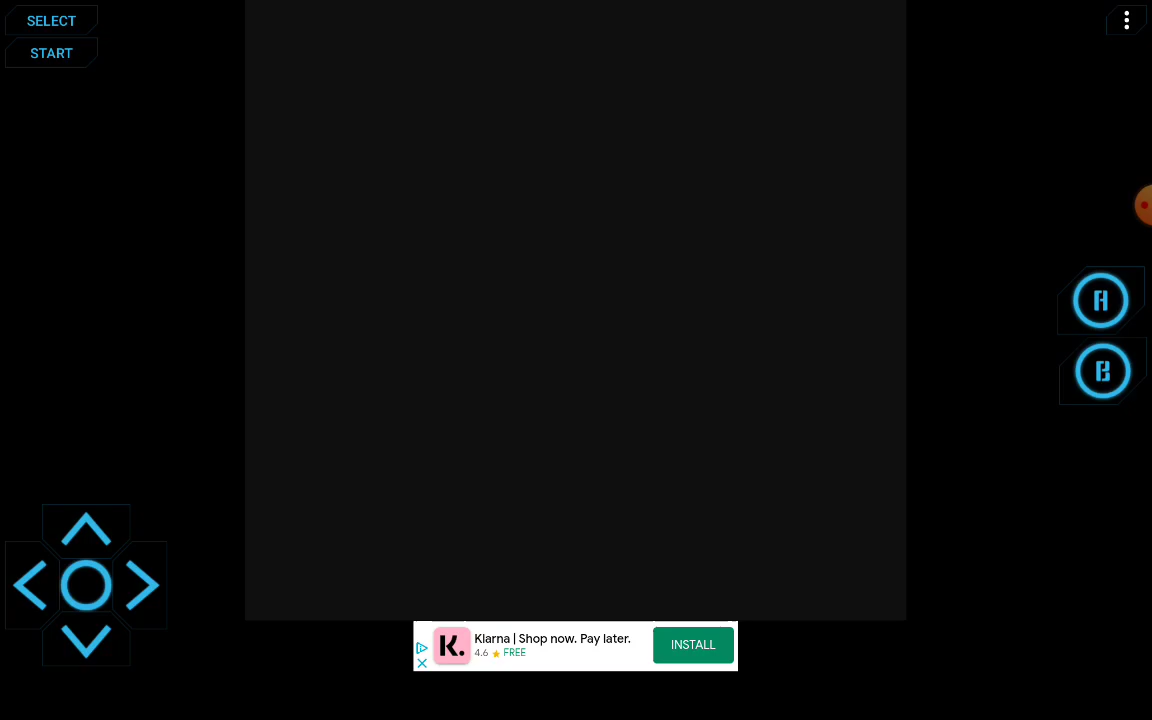 SELECT
START
A
B
K.
Klarna | Shop now. Pay later.
4.6 ★ FREE
INSTALL